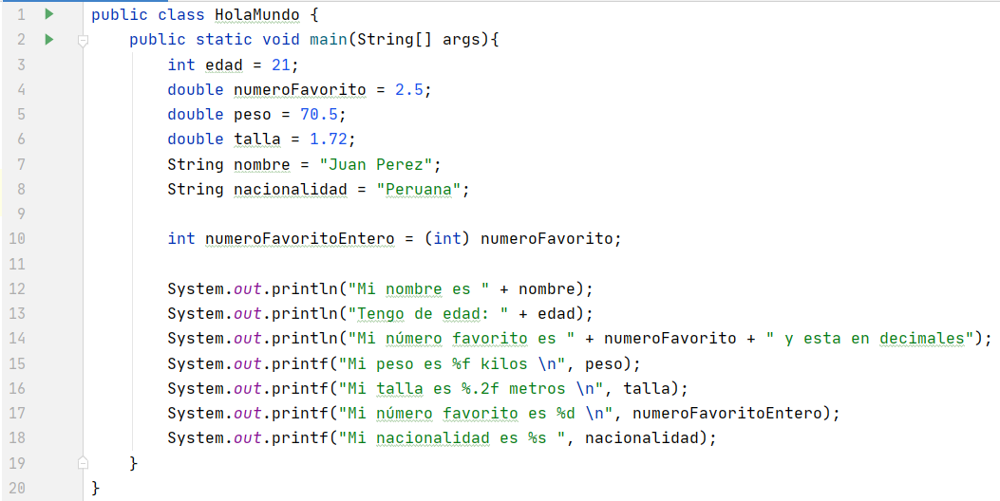 1 public class HolaMundo {
2 public static void main(String[] args){
3 int edad = 21;
4 double numeroFavorito = 2.5;
5 double peso = 70.5;
6 double talla = 1.72;
7 String nombre = "Juan Perez";
8 String nacionalidad = "Peruana";
9
10 int numeroFavoritoEntero = (int) numeroFavorito;
11
12 System.out.println("Mi nombre es " + nombre);
13 System.out.println("Tengo de edad: " + edad);
14 System.out.println("Mi número favorito es " + numeroFavorito + " y esta en decimales");
15 System.out.printf("Mi peso es %f kilos \n", peso);
16 System.out.printf("Mi talla es %.2f metros \n", talla);
17 System.out.printf("Mi número favorito es %d \n", numeroFavoritoEntero);
18 System.out.printf("Mi nacionalidad es %s ", nacionalidad);
19 }
20 }